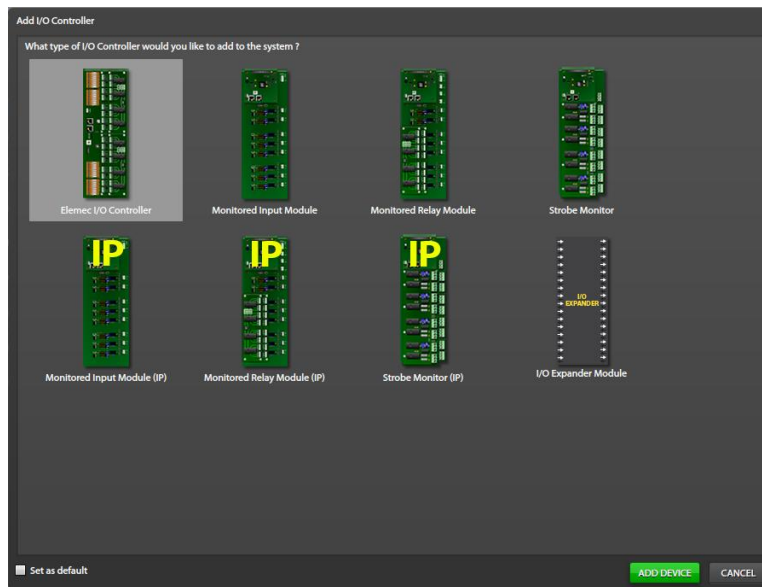 Add I/O Controller
What type of I/O Controller would you like to add to the system ?
Elemec I/O Controller
Monitored Input Module
Monitored Relay Module
Strobe Monitor
IP
IP
IP
I/O
EXPANDER
Monitored Input Module (IP)
Monitored Relay Module (IP)
Strobe Monitor (IP)
I/O Expander Module
Set as default
ADD DEVICE
CANCEL